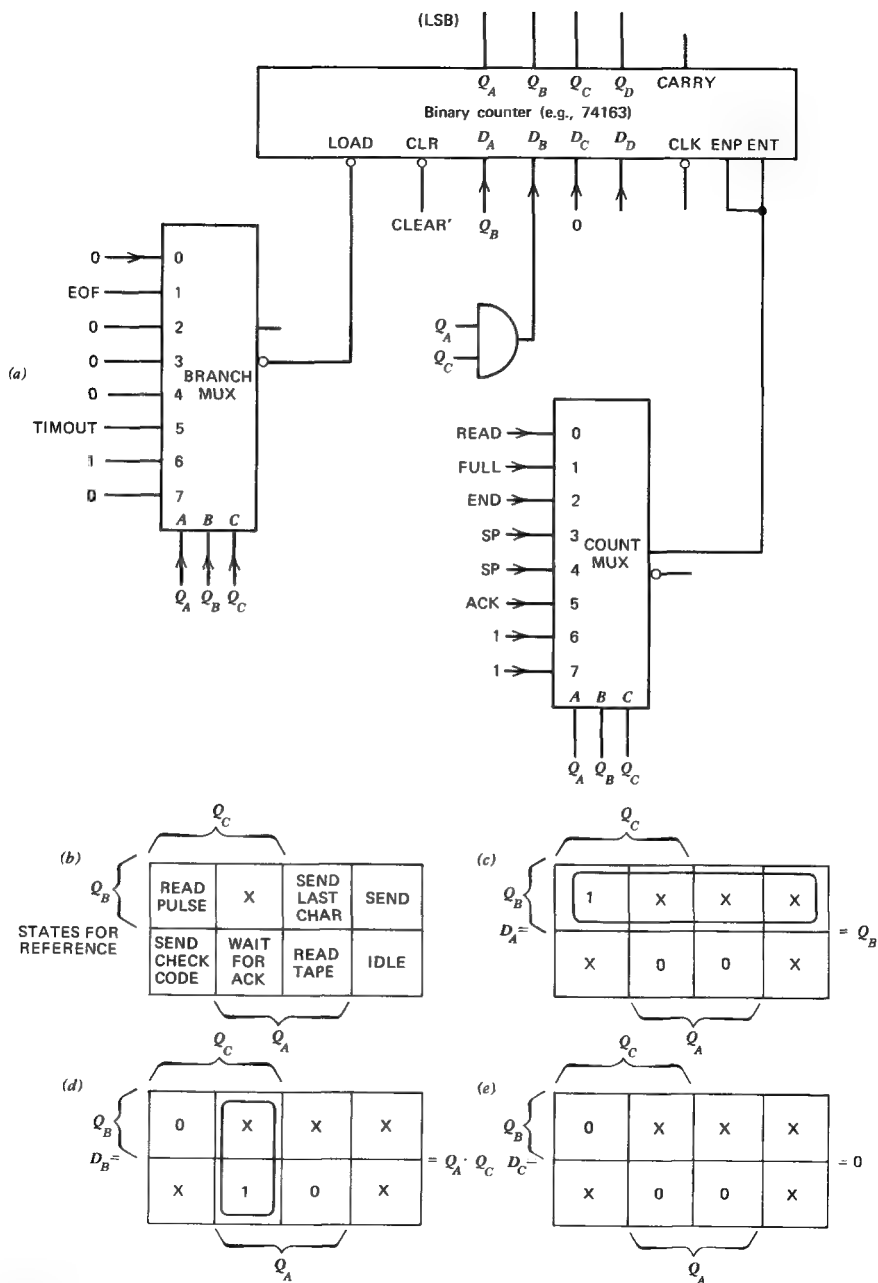 (LSB)
Q_A Q_B Q_C Q_D CARRY
Binary counter (e.g., 74163)
LOAD CLR D_A D_B D_C D_D CLK ENP ENT
CLEAR' Q_B 0
(a)
0 0
EOF 1
0 2
0 3
0 4
TIMOUT 5
1 6
0 7
BRANCH
MUX
A B C
Q_A Q_B Q_C
Q_A
Q_C
READ 0
FULL 1
END 2
SP 3
SP 4
ACK 5
1 6
1 7
COUNT
MUX
A B C
Q_A Q_B Q_C
(b)
Q_C
Q_B
STATES FOR
REFERENCE
READ
PULSE
X
SEND
LAST
CHAR
SEND
SEND
CHECK
CODE
WAIT
FOR
ACK
READ
TAPE
IDLE
Q_A
(c)
Q_C
Q_B
D_A=
1 X X X
X 0 0 X
= Q_B
Q_A
(d)
Q_C
Q_B
D_B=
0 X X X
X 1 0 X
= Q_A · Q_C
Q_A
(e)
Q_C
Q_B
D_C=
0 X X X
X 0 0 X
= 0
Q_A